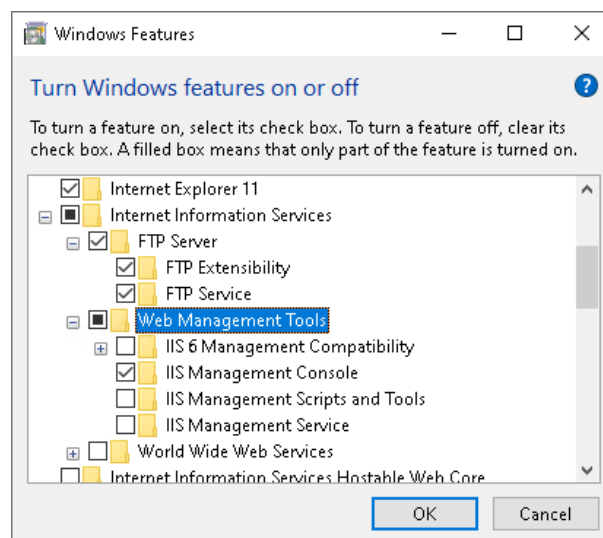 Windows Features
Turn Windows features on or off
?
To turn a feature on, select its check box. To turn a feature off, clear its
check box. A filled box means that only part of the feature is turned on.
Internet Explorer 11
Internet Information Services
FTP Server
FTP Extensibility
FTP Service
Web Management Tools
IIS 6 Management Compatibility
IIS Management Console
IIS Management Scripts and Tools
IIS Management Service
World Wide Web Services
Internet Information Services Hostable Web Core
OK Cancel